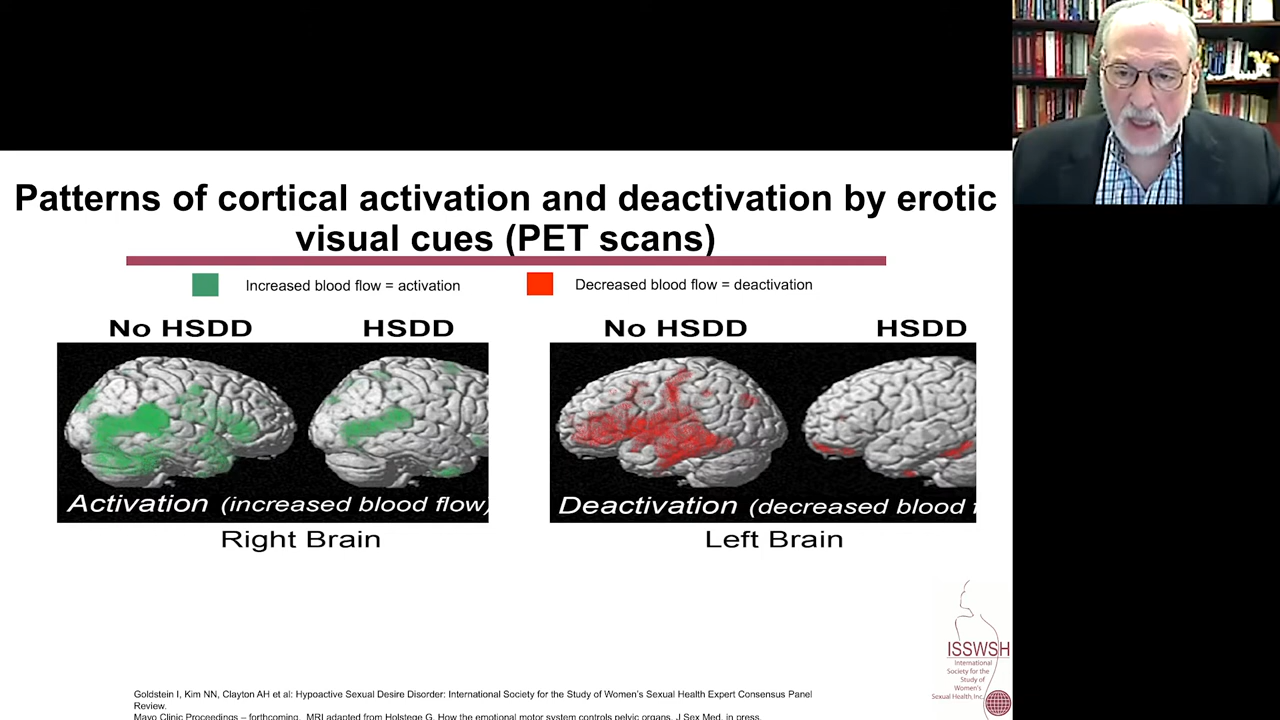 Patterns of cortical activation and deactivation by erotic
visual cues (PET scans)
Increased blood flow = activation
Decreased blood flow = deactivation
No HSDD
HSDD
No HSDD
HSDD
Activation (increased blood flow)
Deactivation (decreased blood f
Right Brain
Left Brain
ISSWSH
International
Society for the
Study of
Women's
Sexual Health, Inc.
Goldstein I, Kim NN, Clayton AH et al: Hypoactive Sexual Desire Disorder: International Society for the Study of Women's Sexual Health Expert Consensus Panel
Review.
Mayo Clinic Proceedings – forthcoming. MRI adapted from Holstege G. How the emotional motor system controls pelvic organs. J Sex Med, in press.